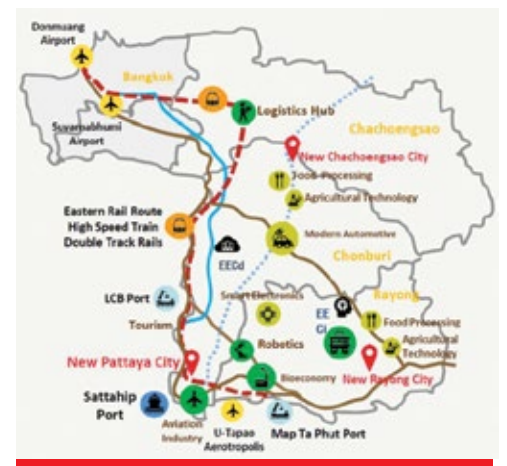 Donmuang
Airport
Bangkok
Suvarnabhumi
Airport
Logistics Hub
Chachoengsao
New Chachoengsao City
Food-Processing
Agricultural Technology
Eastern Rail Route
High Speed Train
Double Track Rails
Modern Automotive
EECd
Chonburi
LCB Port
Smart Electronics
EE
Ci
Rayong
Tourism
Food Processing
Robotics
Agricultural
Technology
New Pattaya City
Bioeconomy
New Rayong City
Sattahip
Port
Aviation
Industry
U-Tapao
Aerotropolis
Map Ta Phut Port